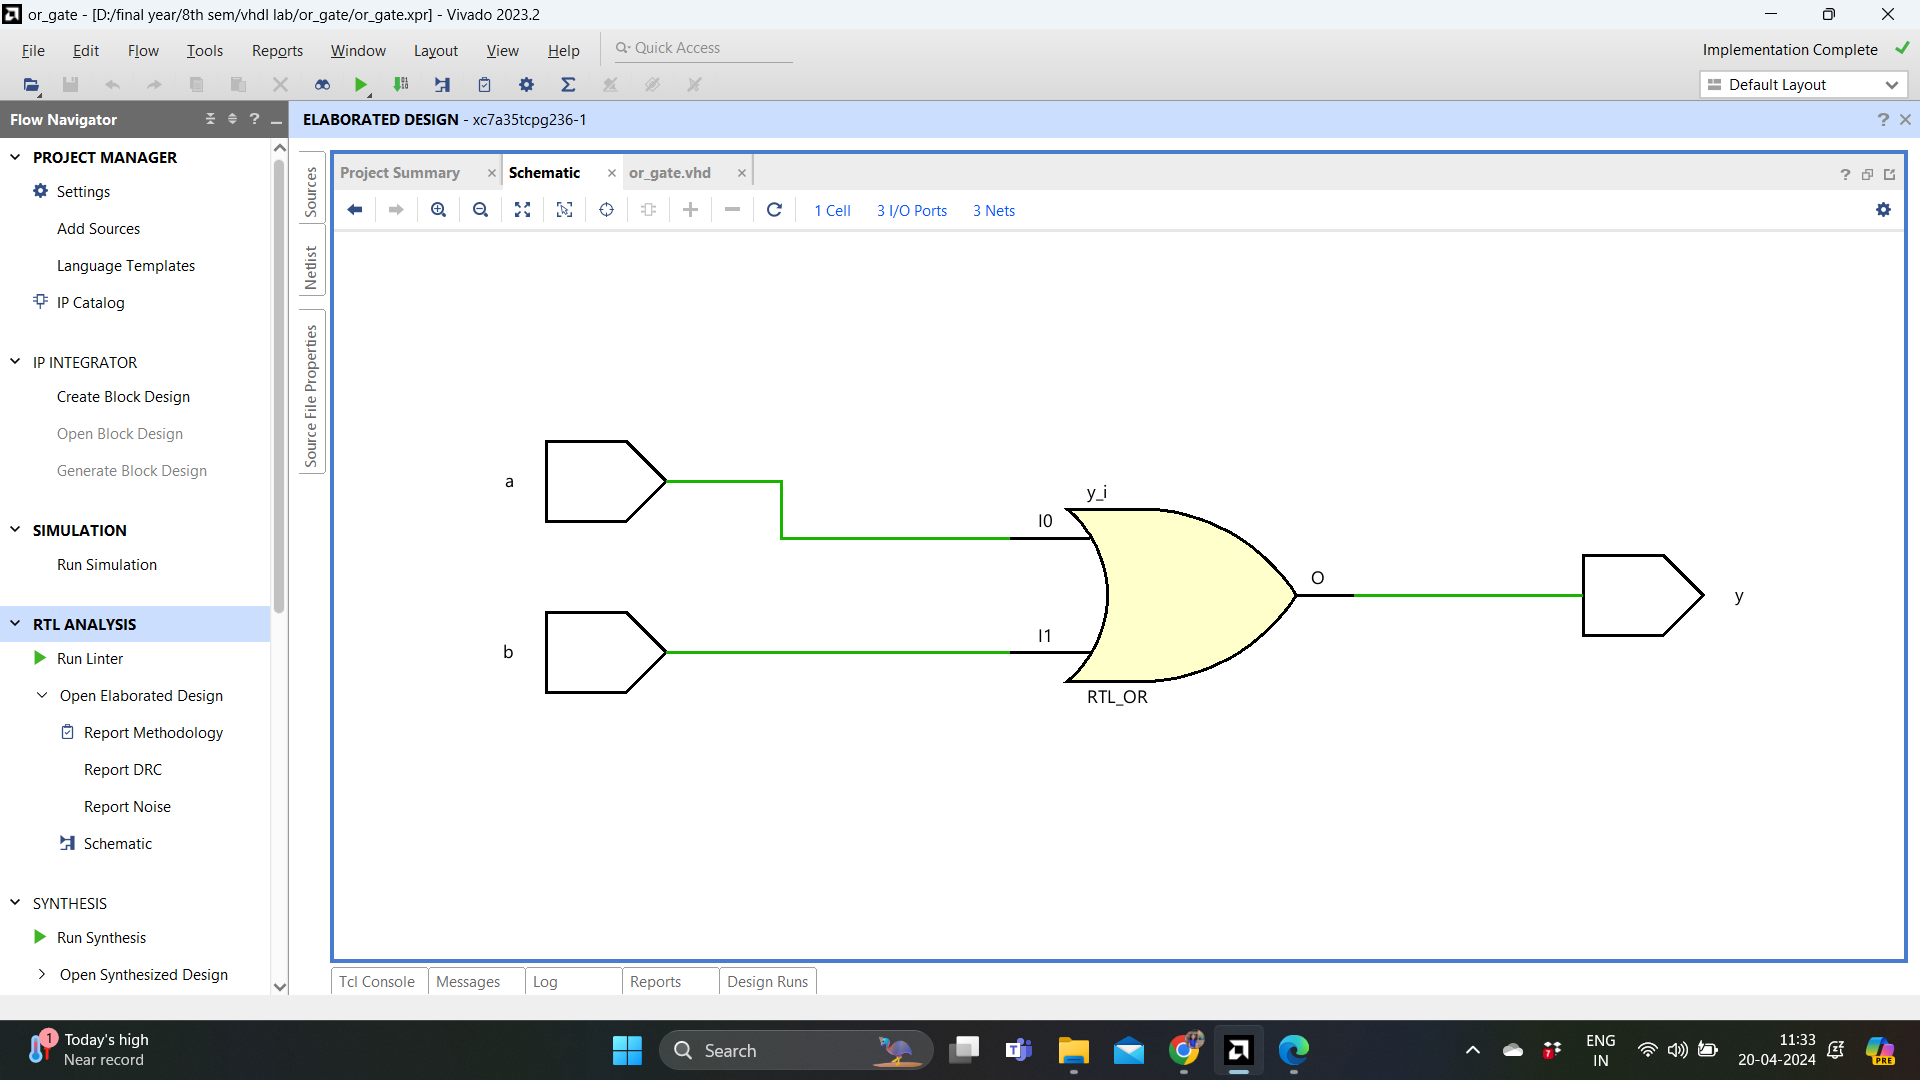 or_gate - [D:/final year/8th sem/vhdl lab/or_gate/or_gate.xpr] - Vivado 2023.2
File Edit Flow Tools Reports Window Layout View Help Quick Access
Implementation Complete
Default Layout
Flow Navigator
ELABORATED DESIGN - xc7a35tcpg236-1
PROJECT MANAGER
Settings
Add Sources
Language Templates
IP Catalog
IP INTEGRATOR
Create Block Design
Open Block Design
Generate Block Design
SIMULATION
Run Simulation
RTL ANALYSIS
Run Linter
Open Elaborated Design
Report Methodology
Report DRC
Report Noise
Schematic
SYNTHESIS
Run Synthesis
Open Synthesized Design
Sources
Netlist
Source File Properties
Project Summary Schematic or_gate.vhd
1 Cell 3 I/O Ports 3 Nets
a
b
y_i
I0
I1
RTL_OR
O
y
Tcl Console Messages Log Reports Design Runs
1
Today's high
Near record
Search
7
ENG
IN
11:33
20-04-2024
PRE